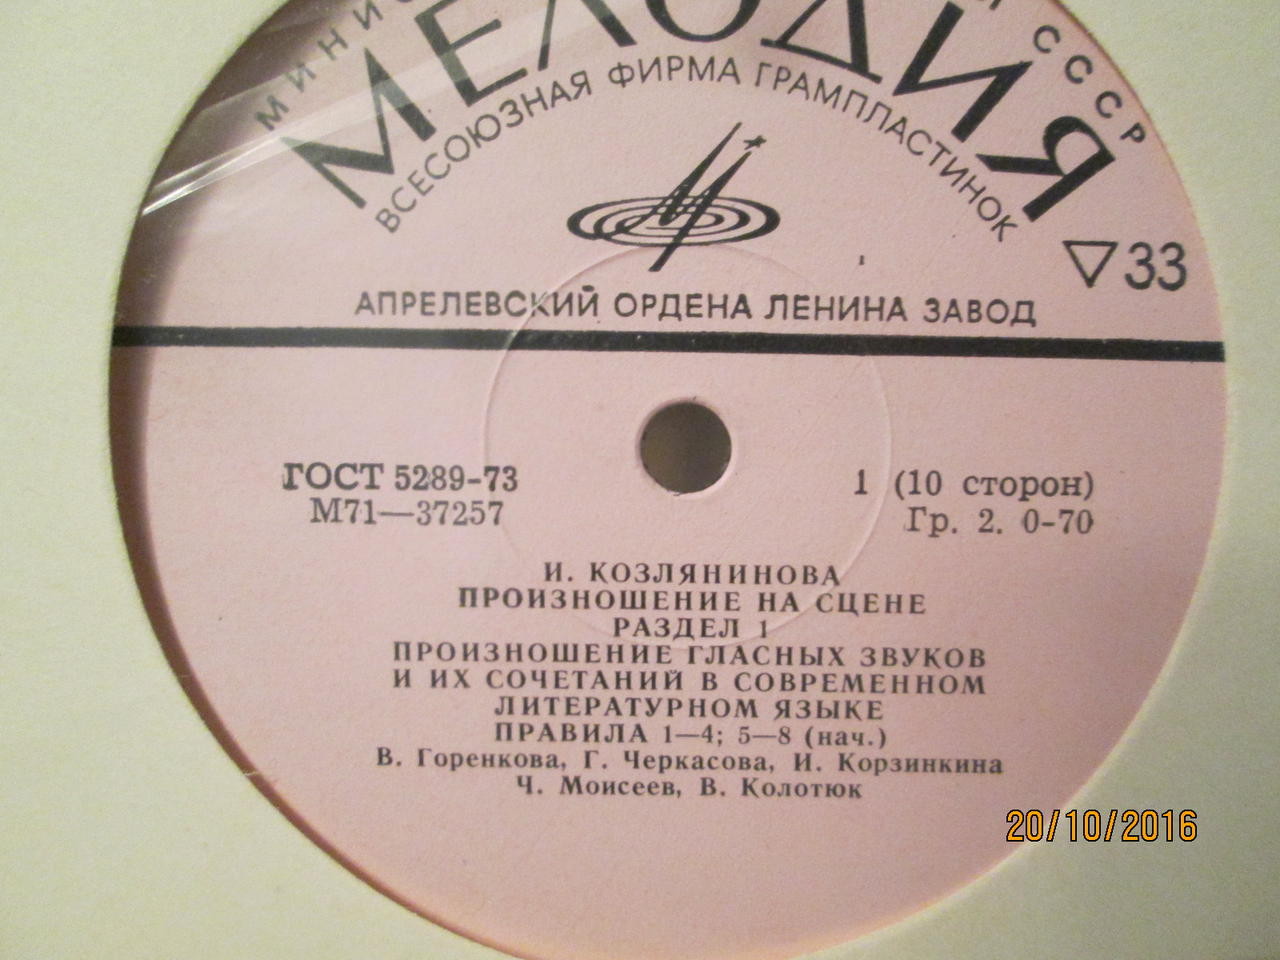 МЕЛОДИЯ
СССР
ВСЕСОЮЗНАЯ ФИРМА ГРАМПЛАСТИНОК
33
АПРЕЛЕВСКИЙ ОРДЕНА ЛЕНИНА ЗАВОД
ГОСТ 5289-73
М71—37257
1 (10 сторон)
Гр. 2. 0-70
И. КОЗЛЯНИНОВА
ПРОИЗНОШЕНИЕ НА СЦЕНЕ
РАЗДЕЛ 1
ПРОИЗНОШЕНИЕ ГЛАСНЫХ ЗВУКОВ
И ИХ СОЧЕТАНИЙ В СОВРЕМЕННОМ
ЛИТЕРАТУРНОМ ЯЗЫКЕ
ПРАВИЛА 1—4; 5—8 (нач.)
В. Горенкова, Г. Черкасова, И. Корзинкина
Ч. Моисеев, В. Колотюк
20/10/2016